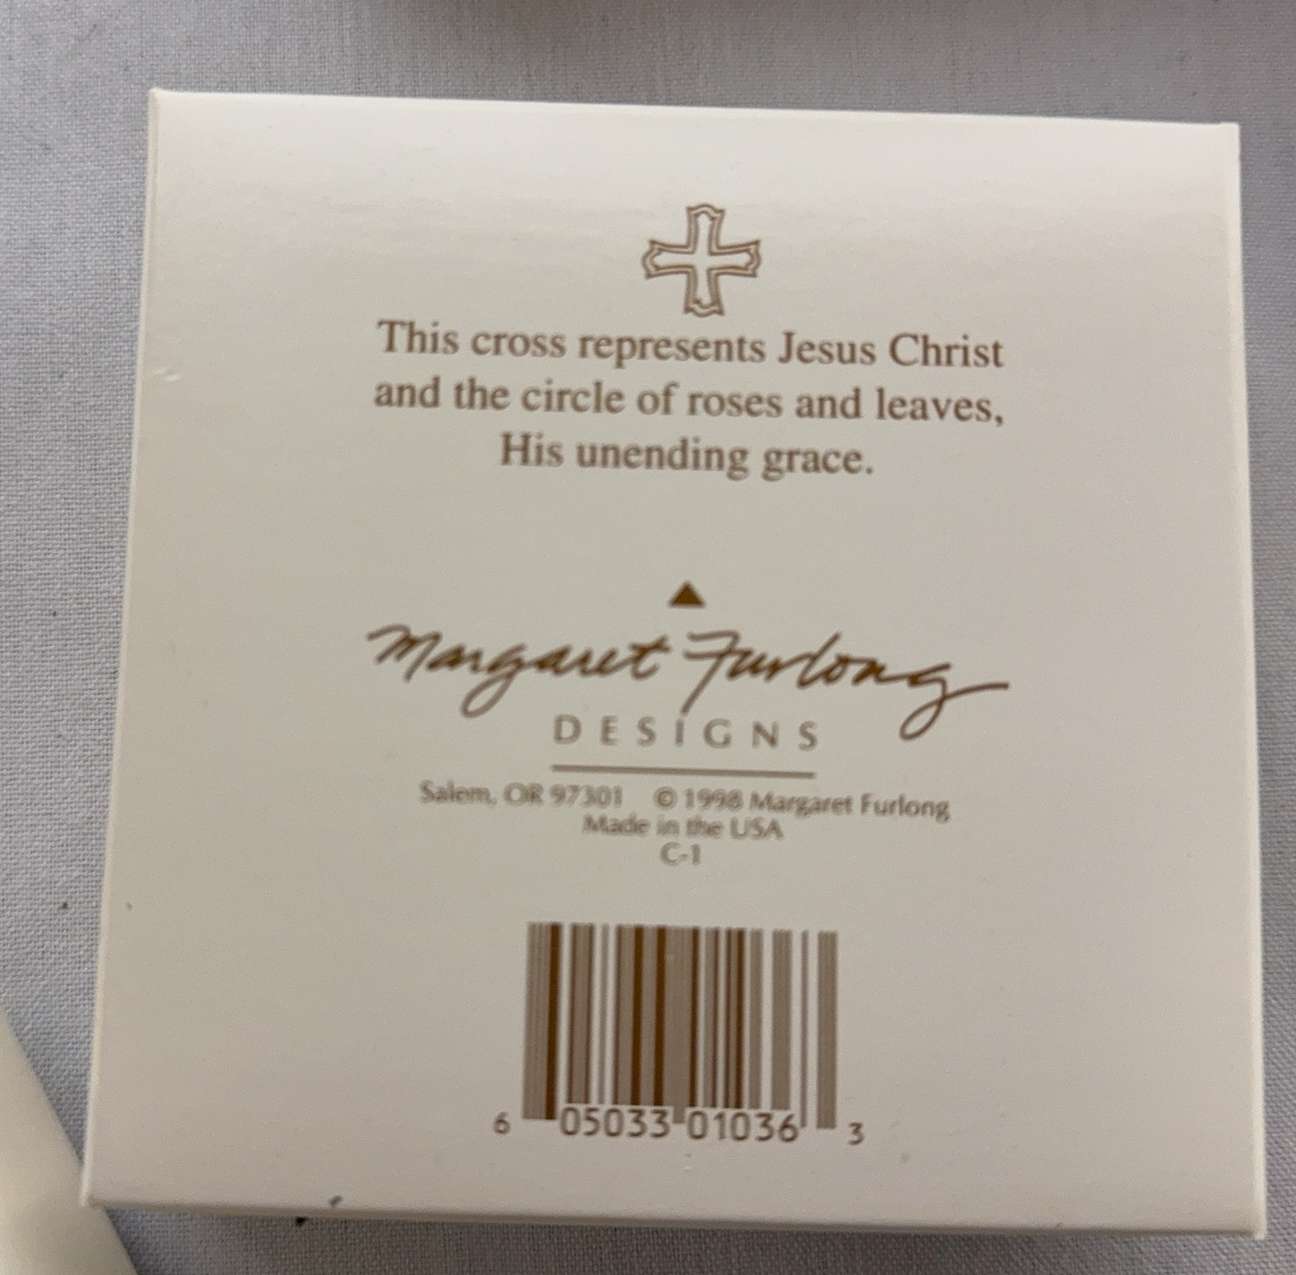 This cross represents Jesus Christ
and the circle of roses and leaves,
His unending grace.
Margaret Furlong
DESIGNS
Salem, OR 97301 © 1998 Margaret Furlong
Made in the USA
C-1
6 05033 01036 3